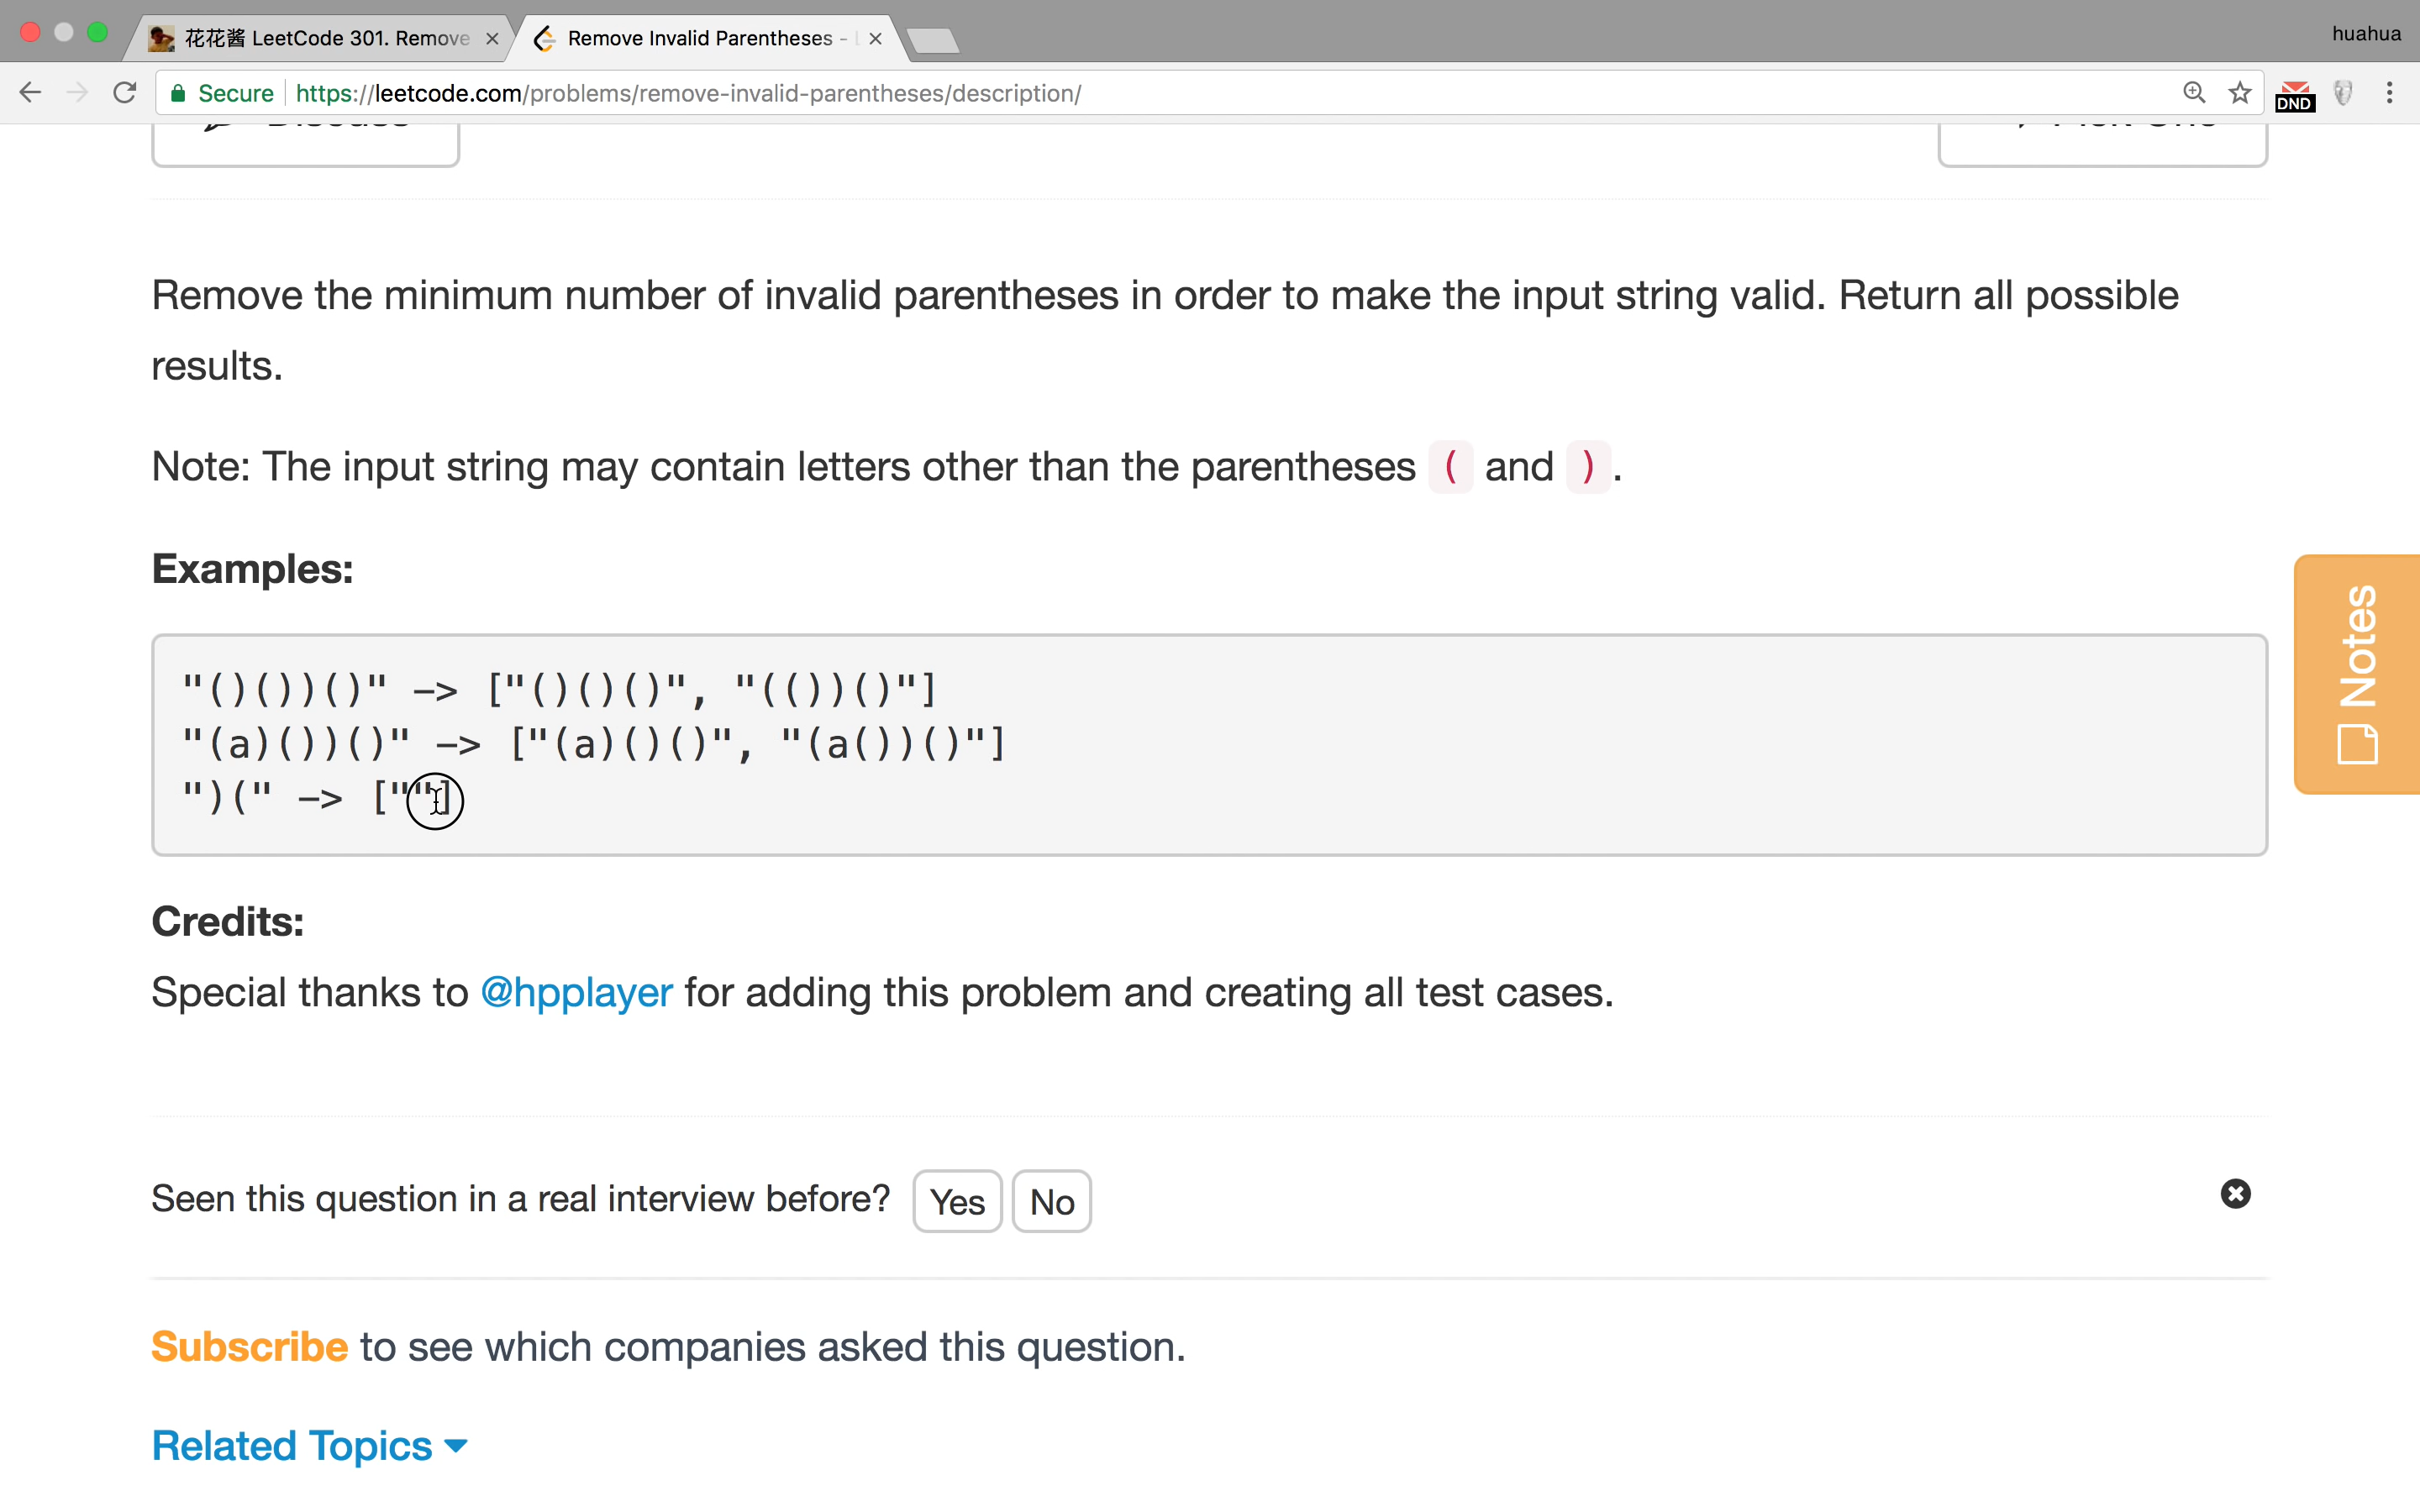 花花酱 LeetCode 301. Remove
Remove Invalid Parentheses - L
huahua
Secure
https://leetcode.com/problems/remove-invalid-parentheses/description/
DND
Discuss
Pick One
Remove the minimum number of invalid parentheses in order to make the input string valid. Return all possible
results.
Note: The input string may contain letters other than the parentheses ( and ).
Examples:
"()())()" -> ["()()()", "(())()"]
"(a)())()" -> ["(a)()()", "(a())()"]
")(" -> [""]
Notes
Credits:
Special thanks to @hpplayer for adding this problem and creating all test cases.
Seen this question in a real interview before? Yes No
Subscribe to see which companies asked this question.
Related Topics